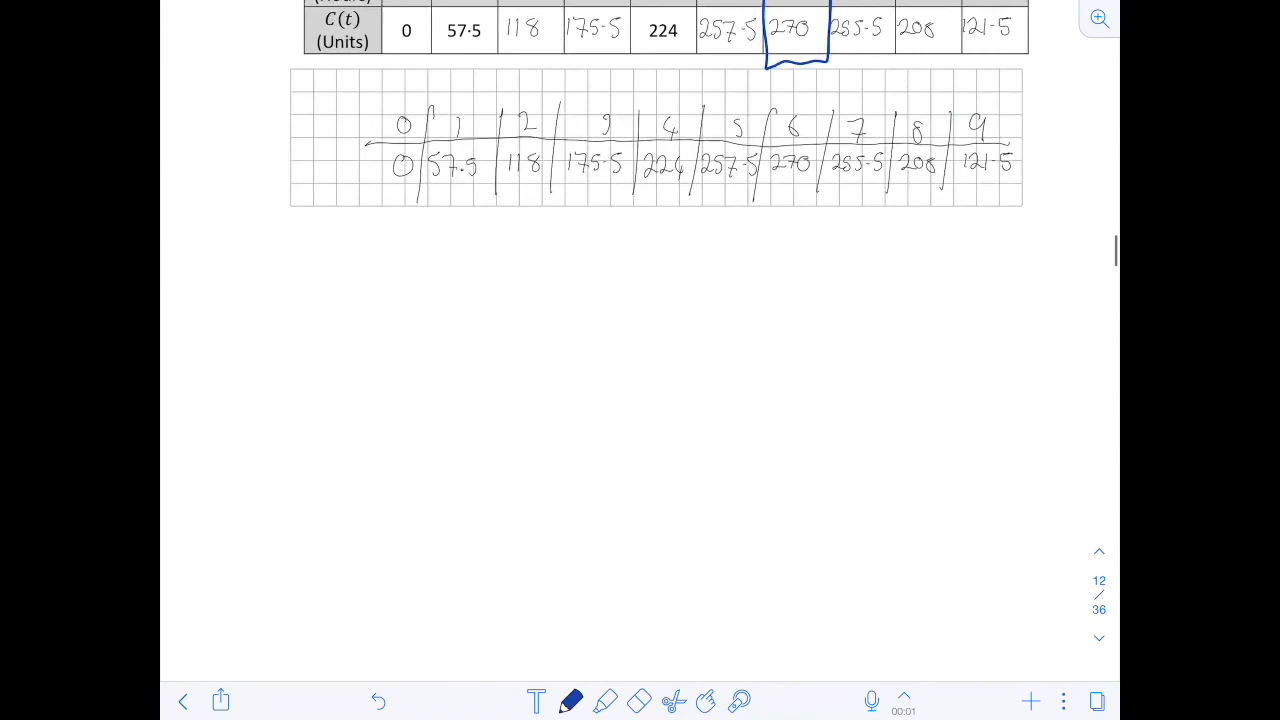 (Hours)
C(t) 0 57·5 118 175·5 224 257·5 270 255·5 208 121·5
(Units)
0 1 2 3 4 5 6 7 8 9
0 57.5 118 175·5 224 257·5 270 255·5 208 121·5
12
/
36
T
00:01